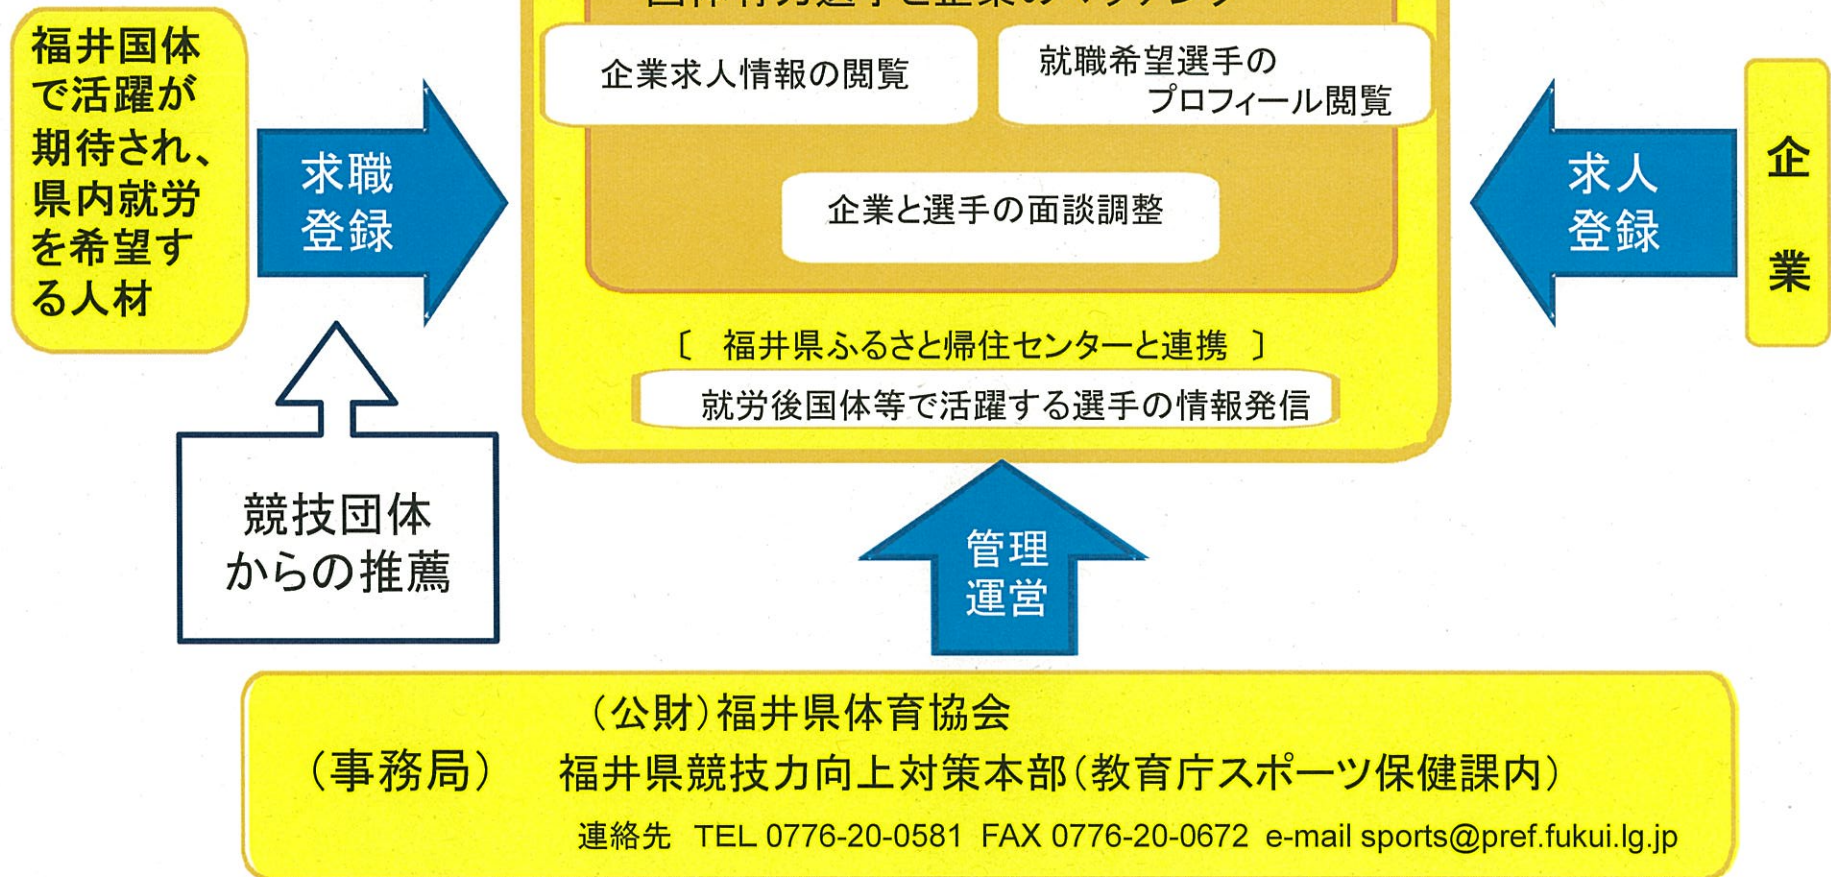 福井国体
で活躍が
期待され、
県内就労
を希望す
る人材
求職
登録
競技団体
からの推薦
企業求人情報の閲覧
就職希望選手の
プロフィール閲覧
企業と選手の面談調整
〔 福井県ふるさと帰住センターと連携 〕
就労後国体等で活躍する選手の情報発信
求人
登録
企
業
管理
運営
（公財）福井県体育協会
（事務局） 福井県競技力向上対策本部（教育庁スポーツ保健課内）
連絡先 TEL 0776-20-0581 FAX 0776-20-0672 e-mail sports@pref.fukui.lg.jp